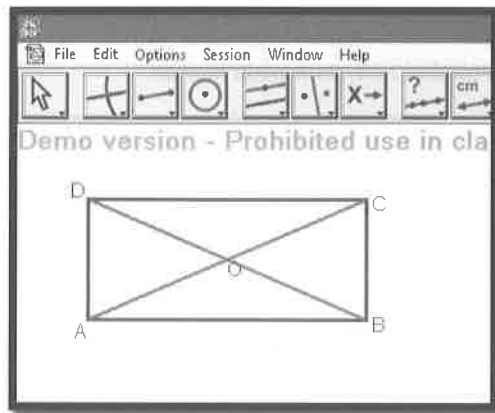 File Edit Options Session Window Help
? cm
Demo version - Prohibited use in cla
D C
O
A B